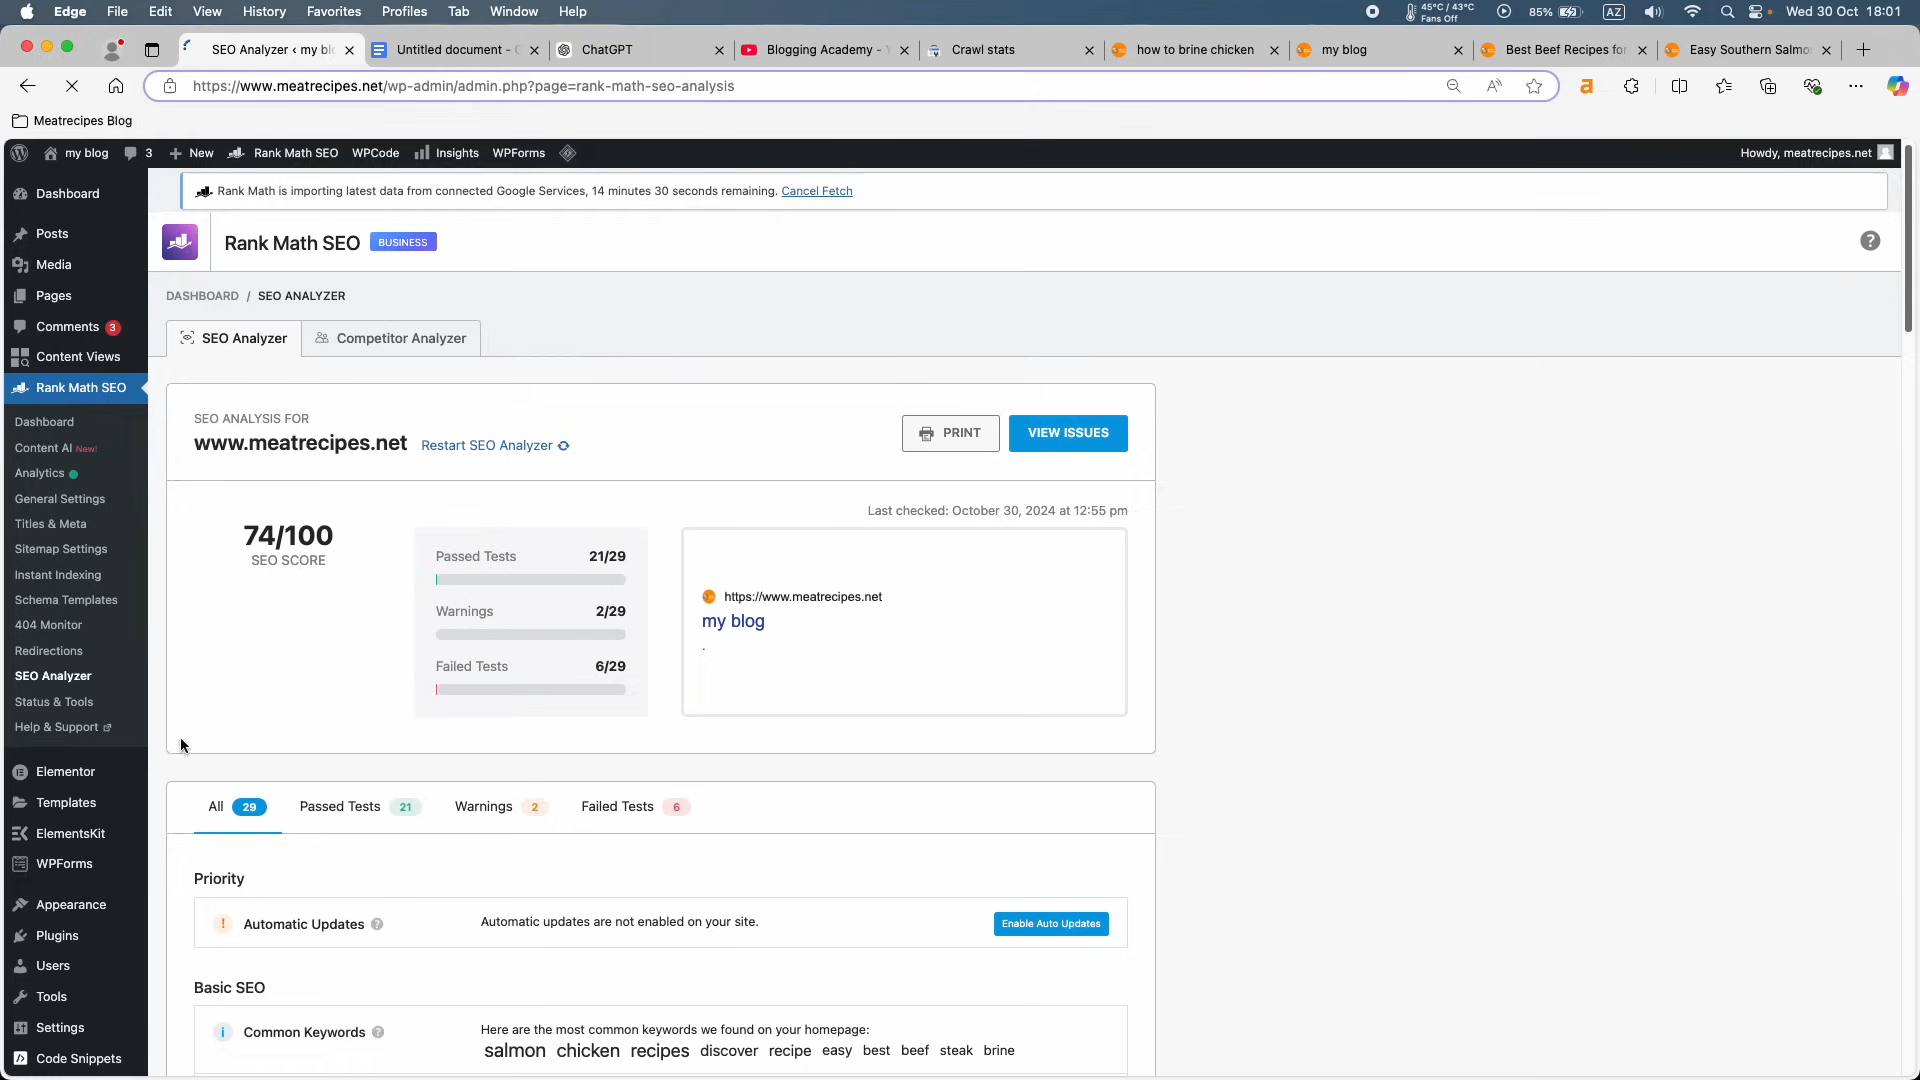 Edge File Edit View History Favorites Profiles Tab Window Help 45°C / 43°C Fans Off 85% AZ Wed 30 Oct 18:01
SEO Analyzer ‹ my blo Untitled document - G ChatGPT Blogging Academy - Y Crawl stats how to brine chicken my blog Best Beef Recipes for Easy Southern Salmo
https://www.meatrecipes.net/wp-admin/admin.php?page=rank-math-seo-analysis
Meatrecipes Blog
my blog 3 New Rank Math SEO WPCode Insights WPForms Howdy, meatrecipes.net
Rank Math is importing latest data from connected Google Services, 14 minutes 30 seconds remaining. Cancel Fetch
Rank Math SEO BUSINESS
DASHBOARD / SEO ANALYZER
SEO Analyzer Competitor Analyzer
Dashboard
Posts
Media
Pages
Comments 3
Content Views
Rank Math SEO
Dashboard
Content AI New!
Analytics
General Settings
Titles & Meta
Sitemap Settings
Instant Indexing
Schema Templates
404 Monitor
Redirections
SEO Analyzer
Status & Tools
Help & Support
Elementor
Templates
ElementsKit
WPForms
Appearance
Plugins
Users
Tools
Settings
Code Snippets
SEO ANALYSIS FOR
www.meatrecipes.net Restart SEO Analyzer
PRINT VIEW ISSUES
Last checked: October 30, 2024 at 12:55 pm
74/100
SEO SCORE
Passed Tests 21/29
Warnings 2/29
Failed Tests 6/29
https://www.meatrecipes.net
my blog
.
All 29 Passed Tests 21 Warnings 2 Failed Tests 6
Priority
! Automatic Updates ? Automatic updates are not enabled on your site. Enable Auto Updates
Basic SEO
i Common Keywords ? Here are the most common keywords we found on your homepage:
salmon chicken recipes discover recipe easy best beef steak brine